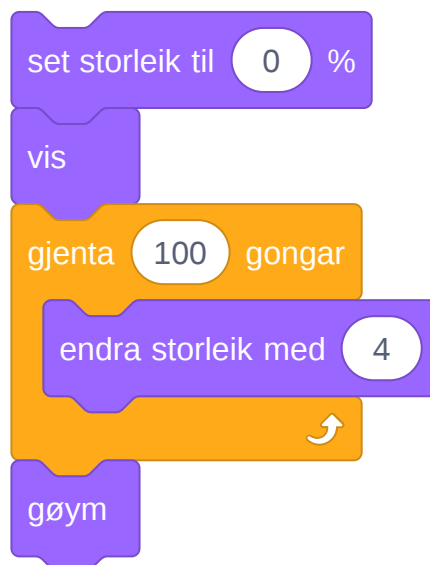 set storleik til 0 %
vis
gjenta 100 gongar
endra storleik med 4
gøym